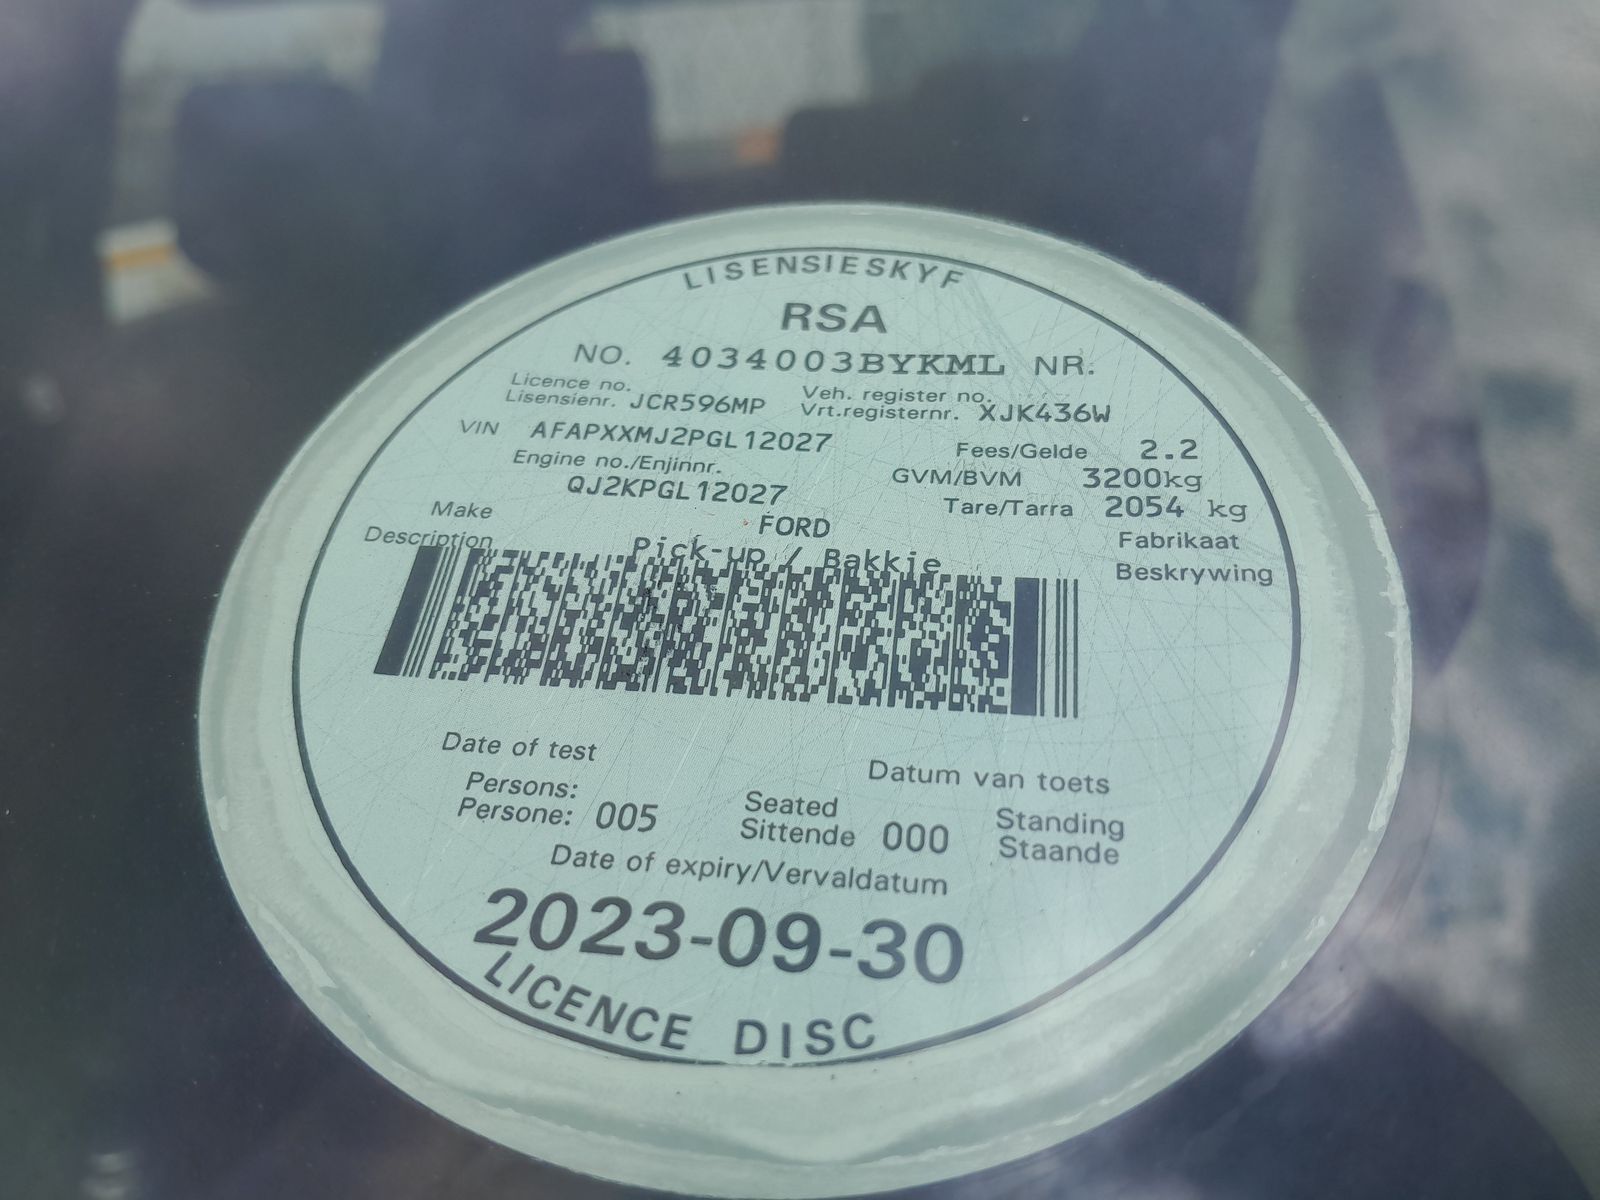 LISENSIESKYF
RSA
NO. 4034003BYKML NR.
Licence no.
Lisensienr. JCR596MP
Veh. register no.
Vrt.registernr. XJK436W
VIN AFAPXXMJ2PGL12027
Fees/Gelde 2.2
Engine no./Enjinnr.
QJ2KPGL12027
GVM/BVM 3200kg
Tare/Tarra 2054 kg
Make FORD Fabrikaat
Description Pick-up / Bakkie Beskrywing
Date of test Datum van toets
Persons:
Persone: 005
Seated
Sittende 000
Standing
Staande
Date of expiry/Vervaldatum
2023-09-30
LICENCE DISC